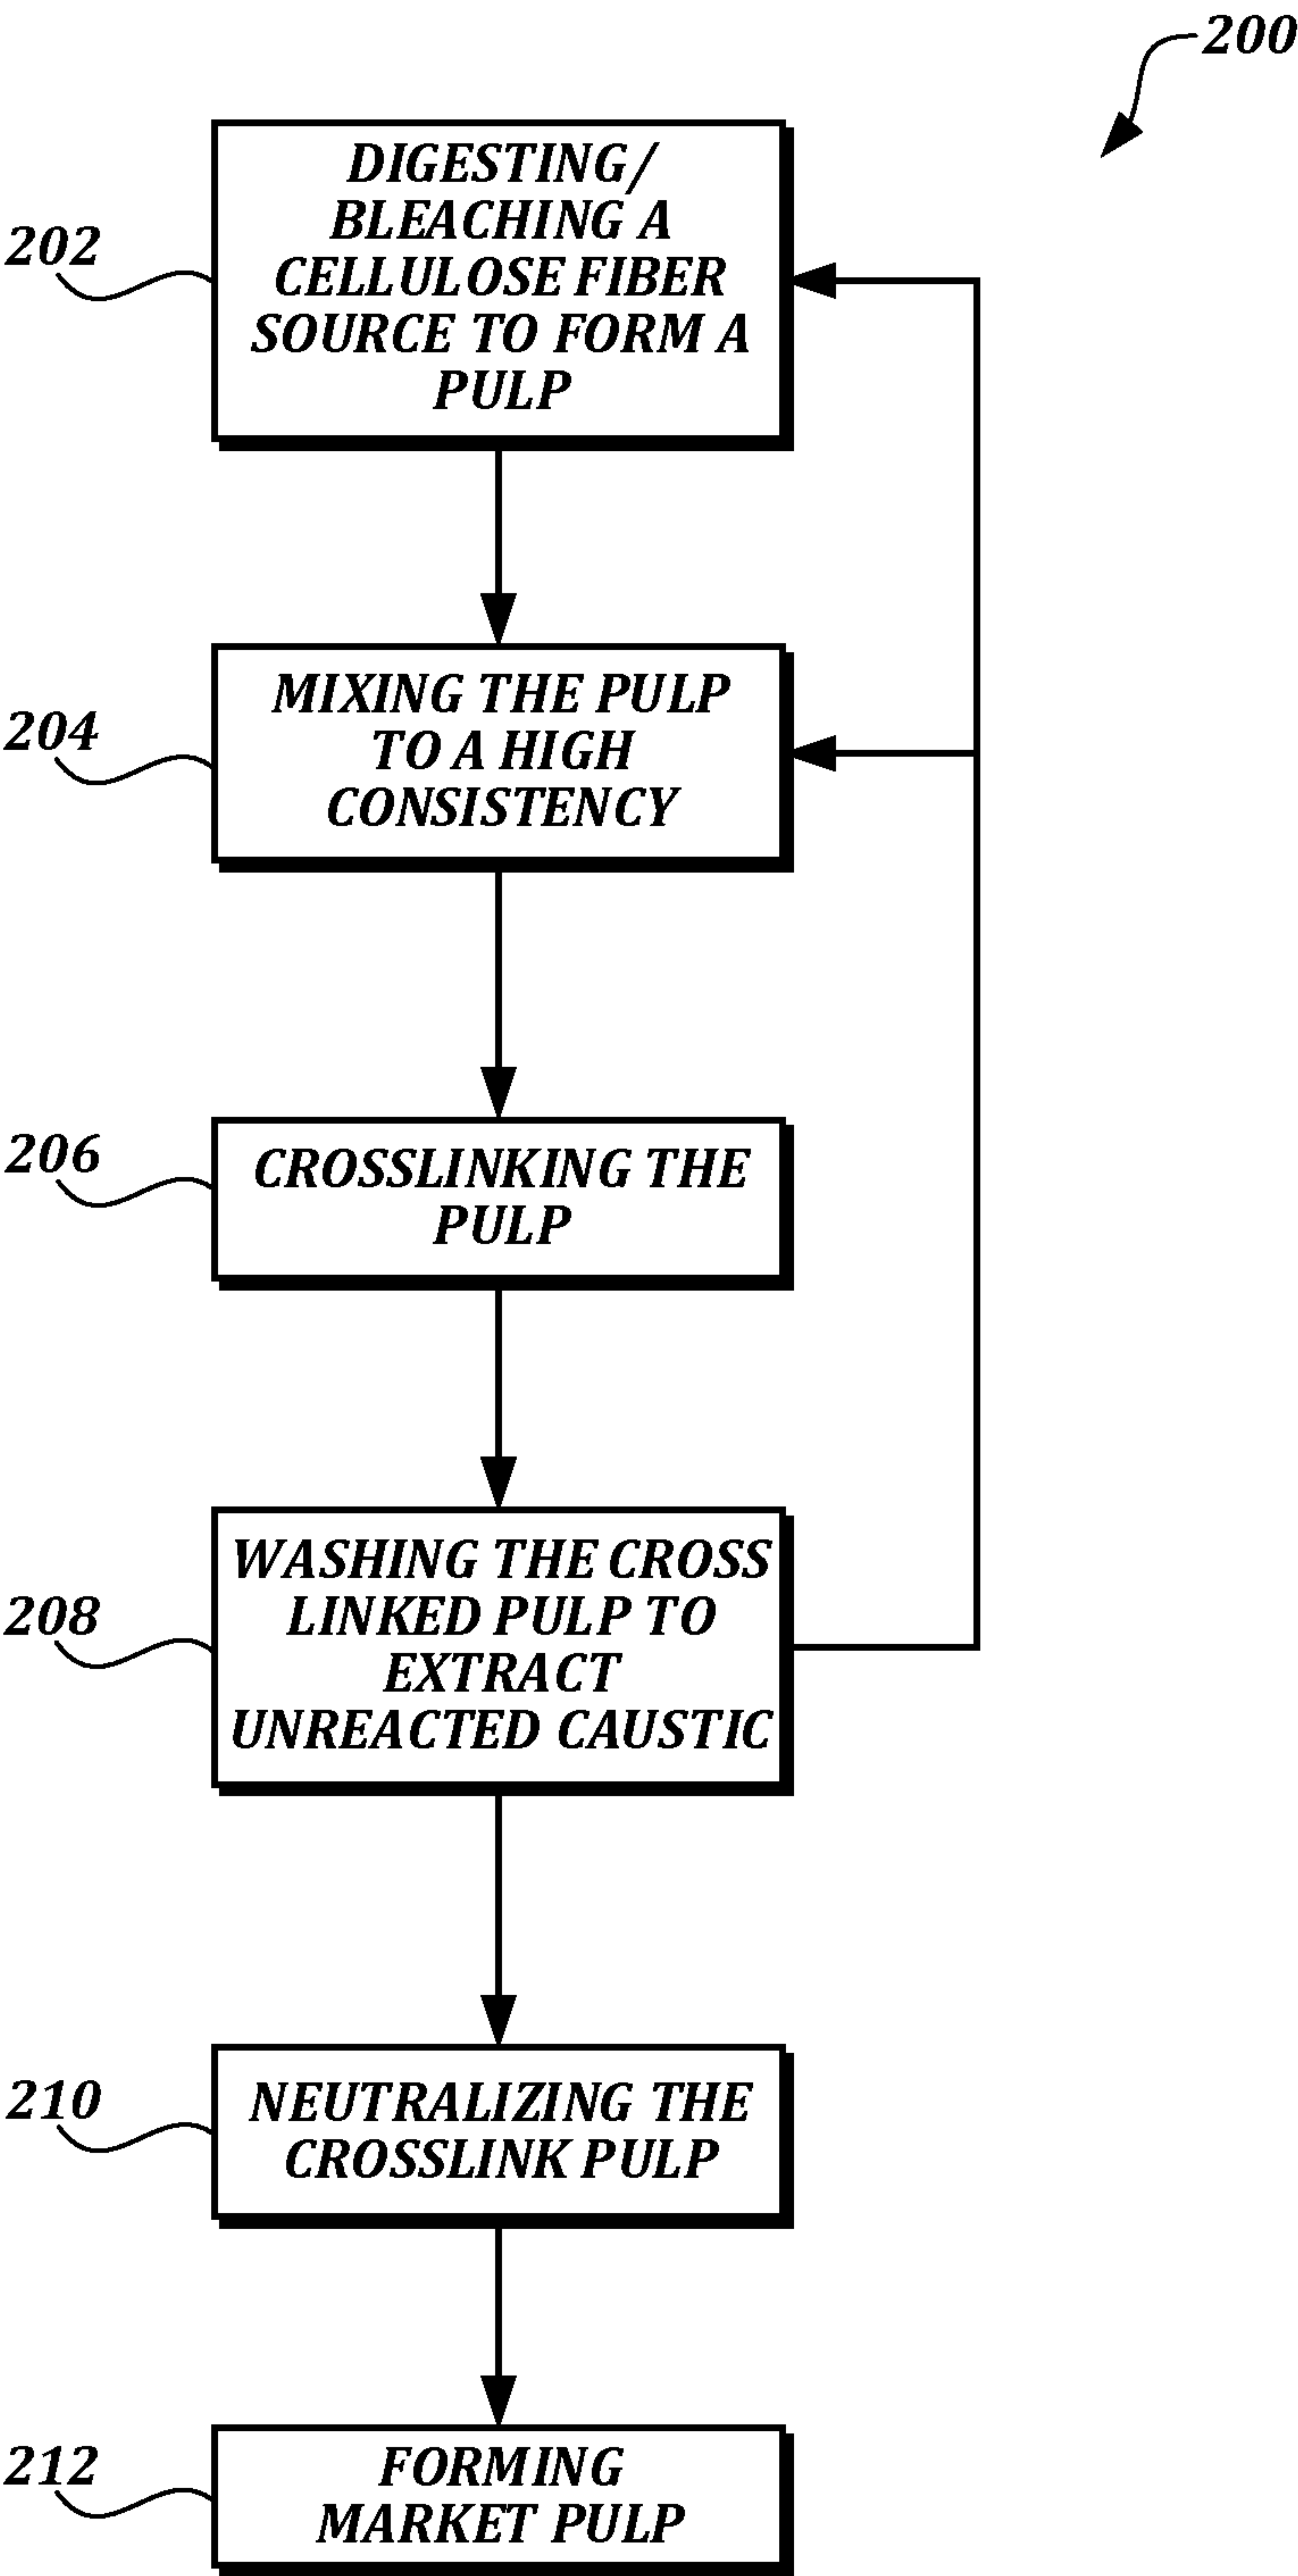 200
202
DIGESTING/
BLEACHING A
CELLULOSE FIBER
SOURCE TO FORM A
PULP
204
MIXING THE PULP
TO A HIGH
CONSISTENCY
206
CROSSLINKING THE
PULP
208
WASHING THE CROSS
LINKED PULP TO
EXTRACT
UNREACTED CAUSTIC
210
NEUTRALIZING THE
CROSSLINK PULP
212
FORMING
MARKET PULP